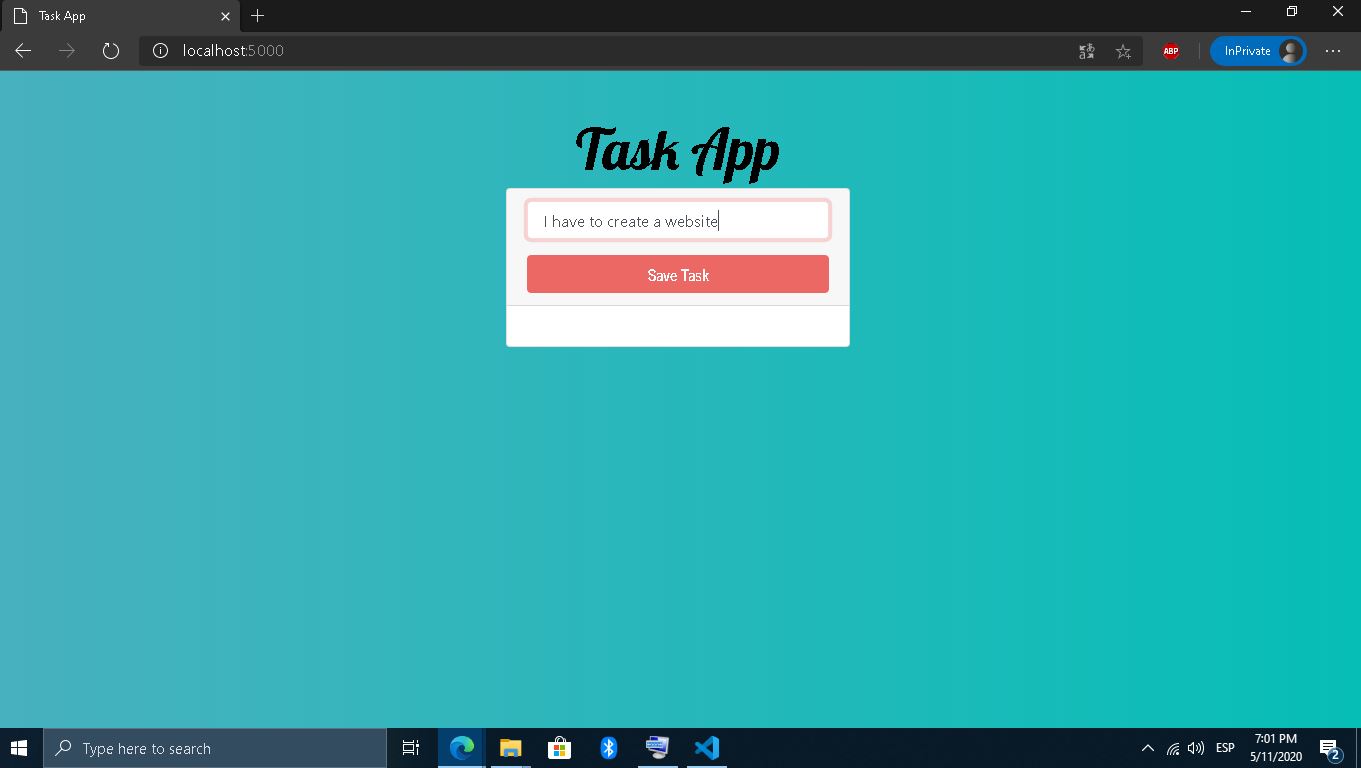 Task App
localhost:5000
ABP
InPrivate
Task App
I have to create a website
Save Task
Type here to search
ESP
7:01 PM
5/11/2020
2